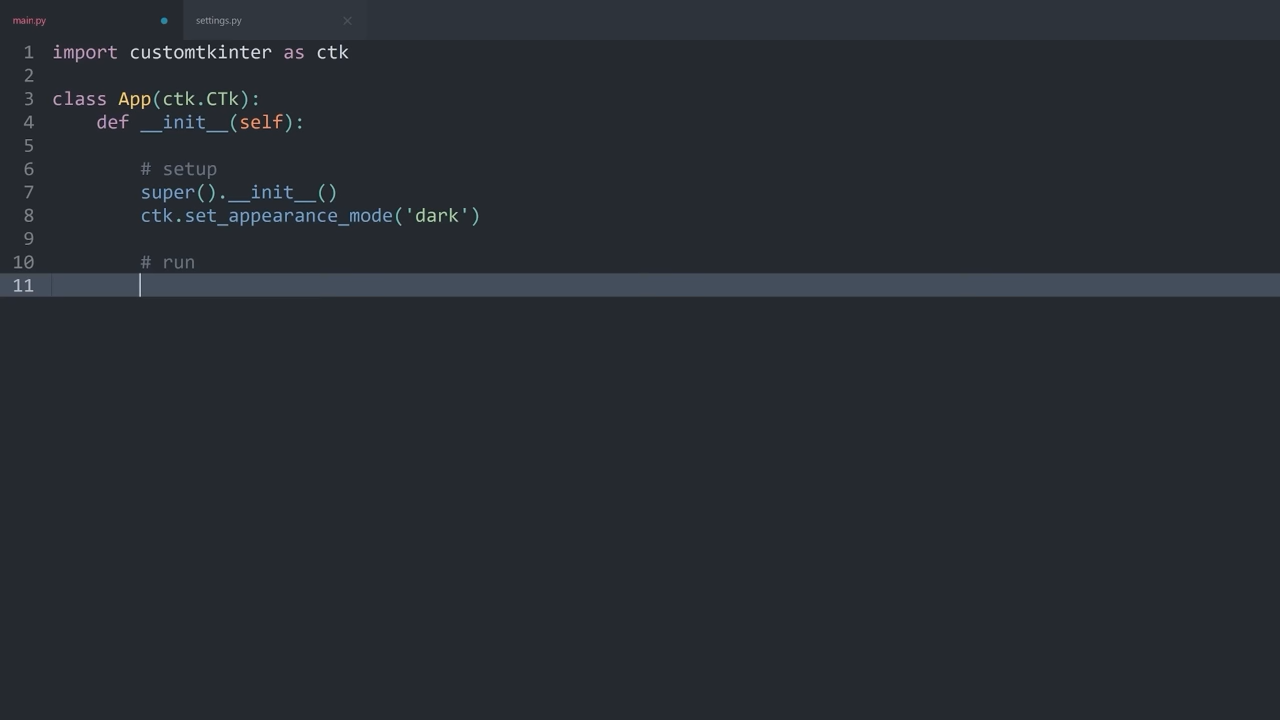 main.py
settings.py
1 import customtkinter as ctk
2
3 class App(ctk.CTk):
4     def __init__(self):
5
6         # setup
7         super().__init__()
8         ctk.set_appearance_mode('dark')
9
10         # run
11